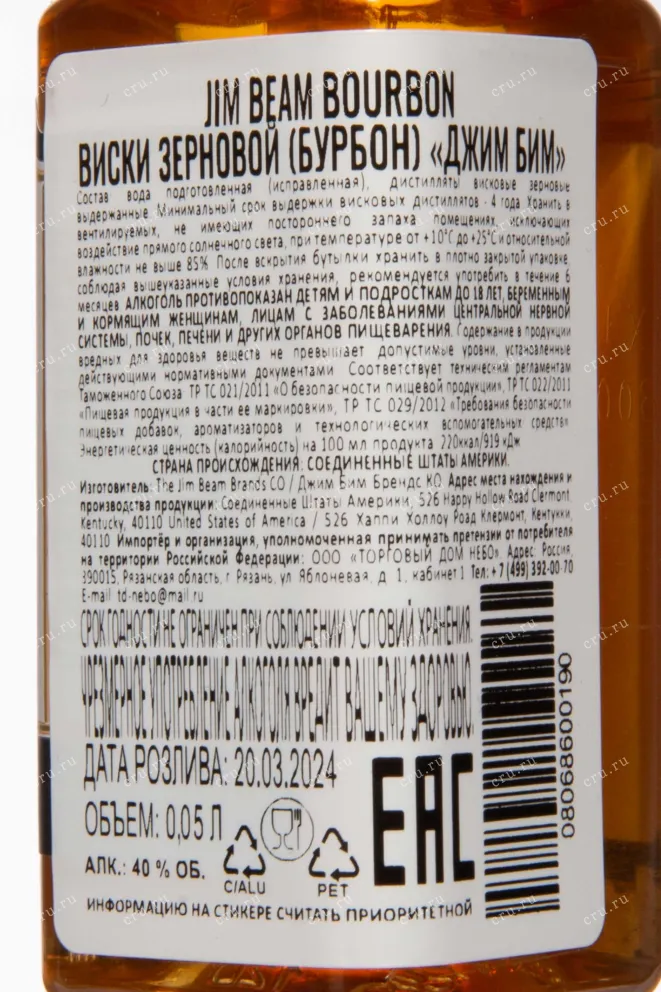 JIM BEAM BOURBON
ВИСКИ ЗЕРНОВОЙ (БУРБОН) «ДЖИМ БИМ»
Состав вода подготовленная (исправленная), дистилляты висковые зерновые
выдержанные. Минимальный срок выдержки висковых дистиллятов - 4 года Хранить в
вентилируемых, не имеющих постороннего запаха помещениях, исключающих
воздействие прямого солнечного света, при температуре от +10°С до +25°С и относительной
влажности не выше 85% После вскрытия бутылки хранить в плотно закрытой упаковке,
соблюдая вышеуказанные условия хранения, рекомендуется употребить в течение 6
месяцев АЛКОГОЛЬ ПРОТИВОПОКАЗАН ДЕТЯМ И ПОДРОСТКАМ ДО 18 ЛЕТ, БЕРЕМЕННЫМ
И КОРМЯЩИМ ЖЕНЩИНАМ, ЛИЦАМ С ЗАБОЛЕВАНИЯМИ ЦЕНТРАЛЬНОЙ НЕРВНОЙ
СИСТЕМЫ, ПОЧЕК, ПЕЧЕНИ И ДРУГИХ ОРГАНОВ ПИЩЕВАРЕНИЯ. Содержание в продукции
вредных для здоровья веществ не превышает допустимые уровни, установленные
действующими нормативными документами Соответствует техническим регламентам
Таможенного Союза ТР ТС 021/2011 «О безопасности пищевой продукции», ТР ТС 022/2011
«Пищевая продукция в части ее маркировки», ТР ТС 029/2012 «Требования безопасности
пищевых добавок, ароматизаторов и технологических вспомогательных средств»
Энергетическая ценность (калорийность) на 100 мл продукта 220ккал/919 кДж
СТРАНА ПРОИСХОЖДЕНИЯ: СОЕДИНЕННЫЕ ШТАТЫ АМЕРИКИ.
Изготовитель: The Jim Beam Brands CO / Джим Бим Брендс КО Адрес места нахождения и
производства продукции: Соединенные Штаты Америки, 526 Happy Hollow Road Clermont,
Kentucky, 40110 United States of America / 526 Хаппи Холлоу Роад Клермонт, Кентукки,
40110 Импортёр и организация, уполномоченная принимать претензии от потребителя
на территории Российской Федерации: ООО «ТОРГОВЫЙ ДОМ НЕБО». Адрес: Россия,
390015, Рязанская область, г Рязань, ул Яблоневая, д 1, кабинет 1 Тел: +7 (499) 392-00-70
E-mail td-nebo@mail ru
СРОК ГОДНОСТИ НЕ ОГРАНИЧЕН ПРИ СОБЛЮДЕНИИ УСЛОВИЙ ХРАНЕНИЯ.
ЧРЕЗМЕРНОЕ УПОТРЕБЛЕНИЕ АЛКОГОЛЯ ВРЕДИТ ВАШЕМУ ЗДОРОВЬЮ.
ДАТА РОЗЛИВА: 20.03.2024
ОБЪЕМ: 0,05 Л
АЛК.: 40 % ОБ.
C/ALU
PET
EAC
08068600190
ИНФОРМАЦИЮ НА СТИКЕРЕ СЧИТАТЬ ПРИОРИТЕТНОЙ
cru.ru